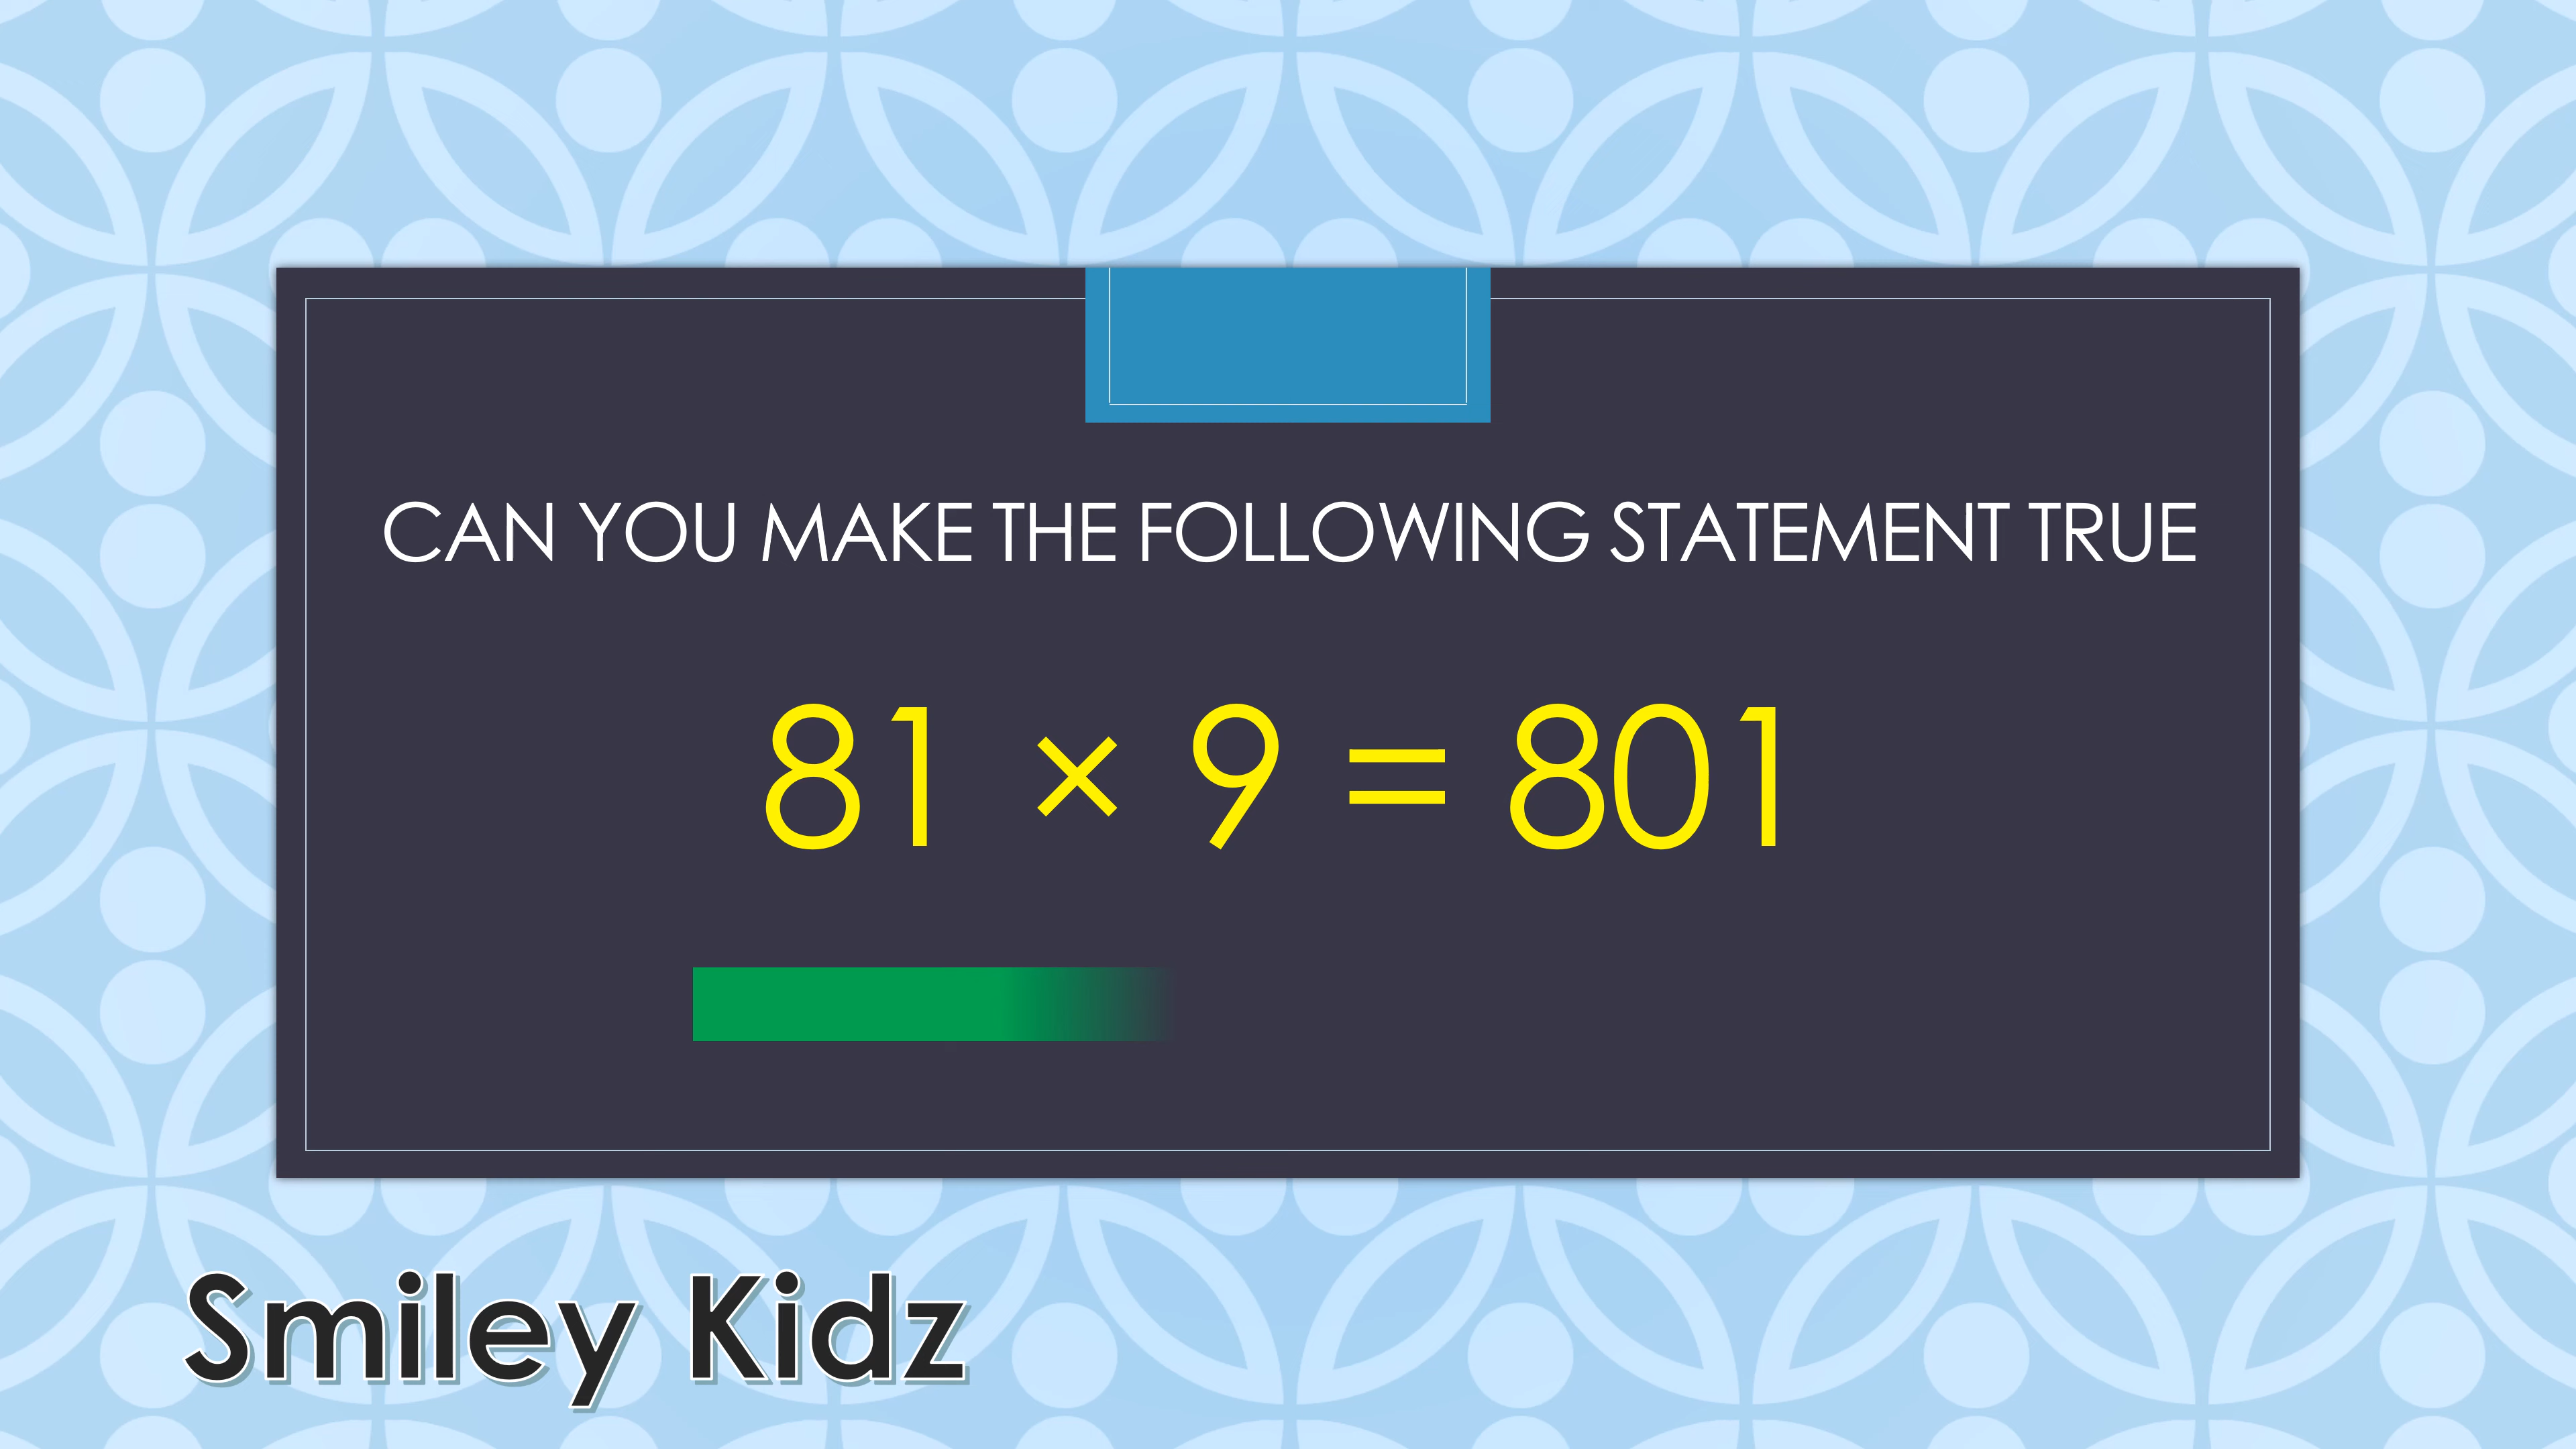 CAN YOU MAKE THE FOLLOWING STATEMENT TRUE
81 × 9 = 801
Smiley Kidz